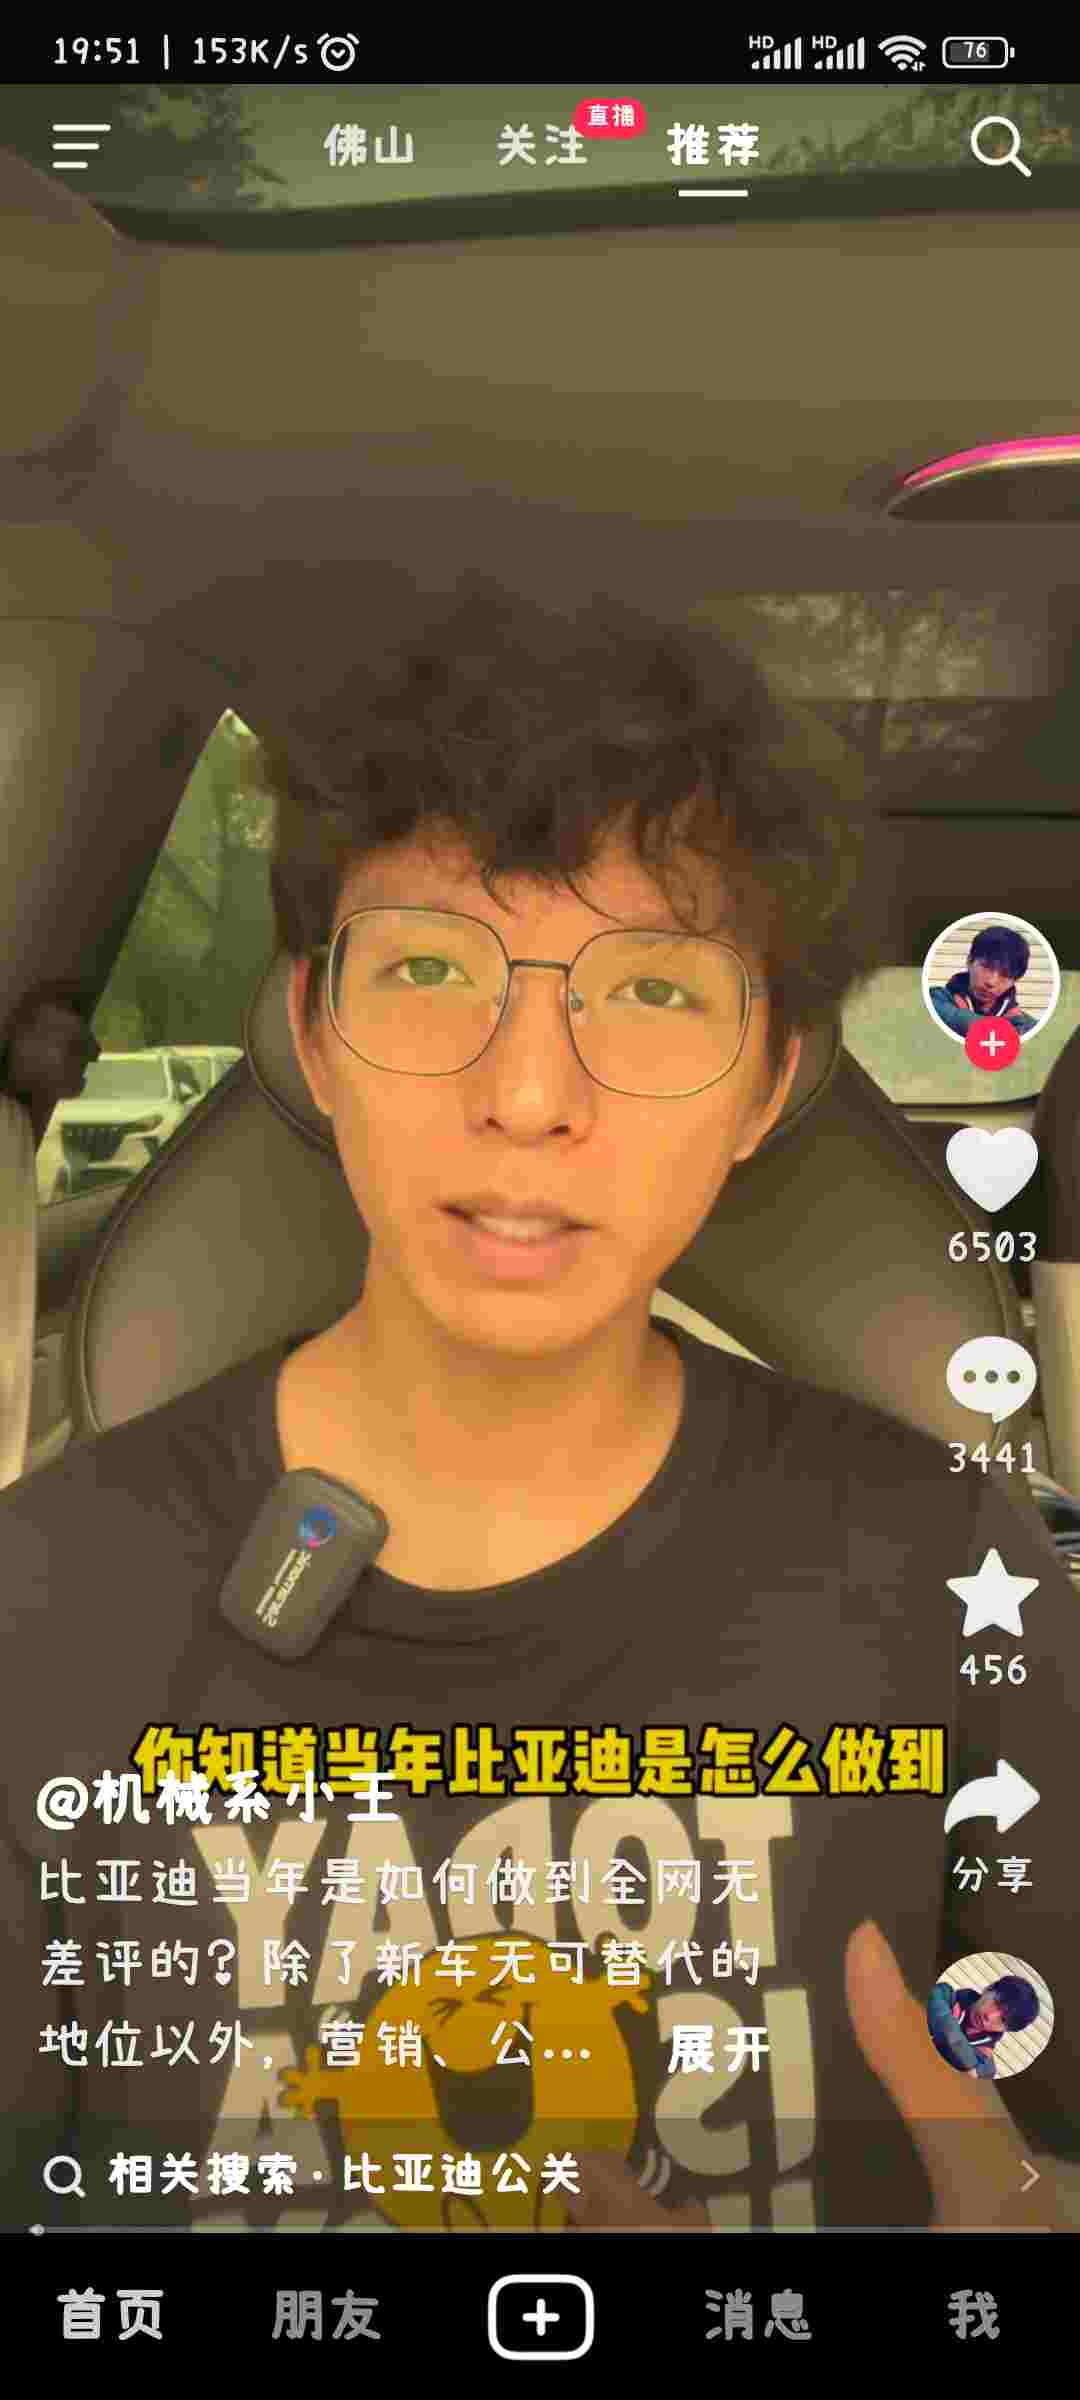 19:51 | 153K/s
HD HD 76
佛山 关注 直播 推荐
6503
3441
456
分享
你知道当年比亚迪是怎么做到
@机械系小王
比亚迪当年是如何做到全网无
差评的？除了新车无可替代的
地位以外，营销、公... 展开
TODAY
IS
A
相关搜索·比亚迪公关
首页 朋友 消息 我